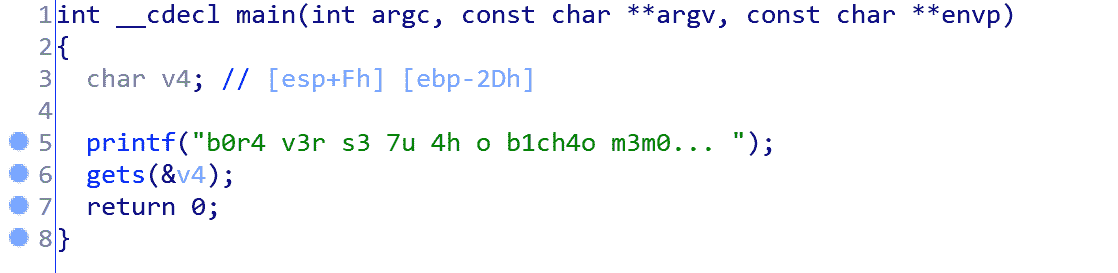 1 int __cdecl main(int argc, const char **argv, const char **envp)
2 {
3   char v4; // [esp+Fh] [ebp-2Dh]
4
5   printf("b0r4 v3r s3 7u 4h o b1ch4o m3m0... ");
6   gets(&v4);
7   return 0;
8 }